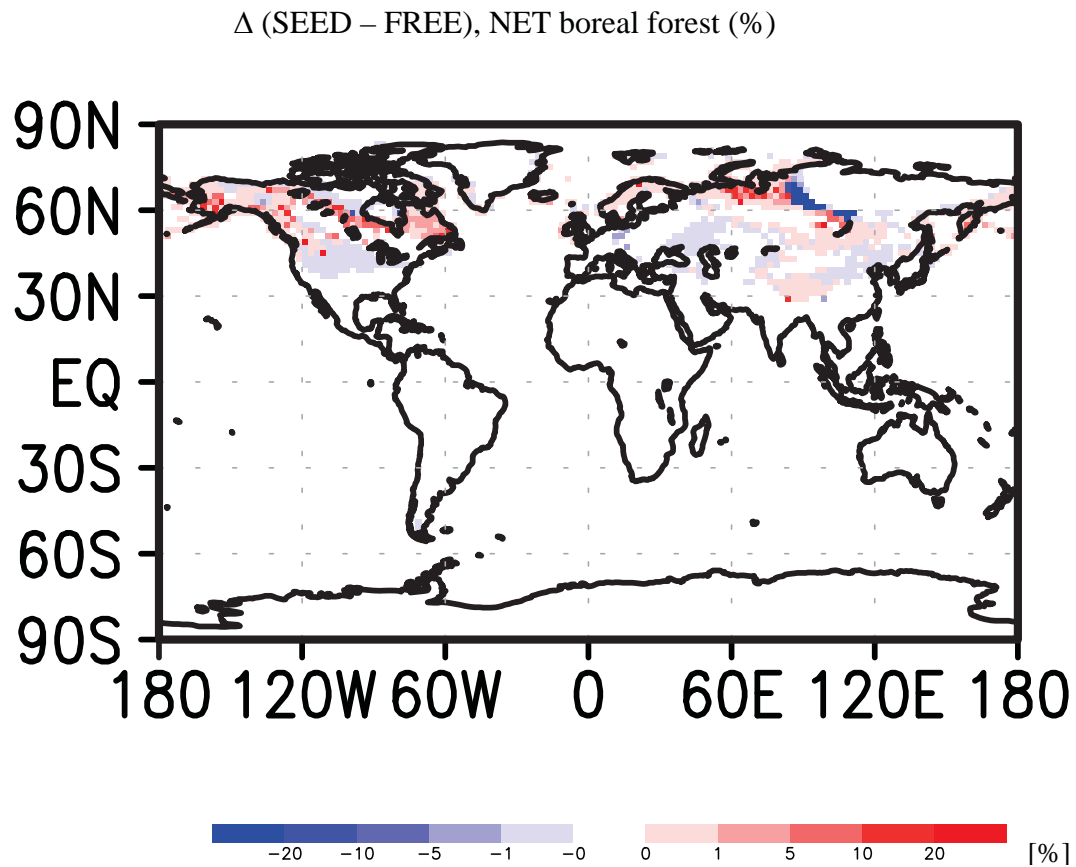 Δ (SEED – FREE), NET boreal forest (%)
90N
60N
30N
EQ
30S
60S
90S
180 120W 60W 0 60E 120E 180
−20 −10 −5 −1 −0 0 1 5 10 20 [%]